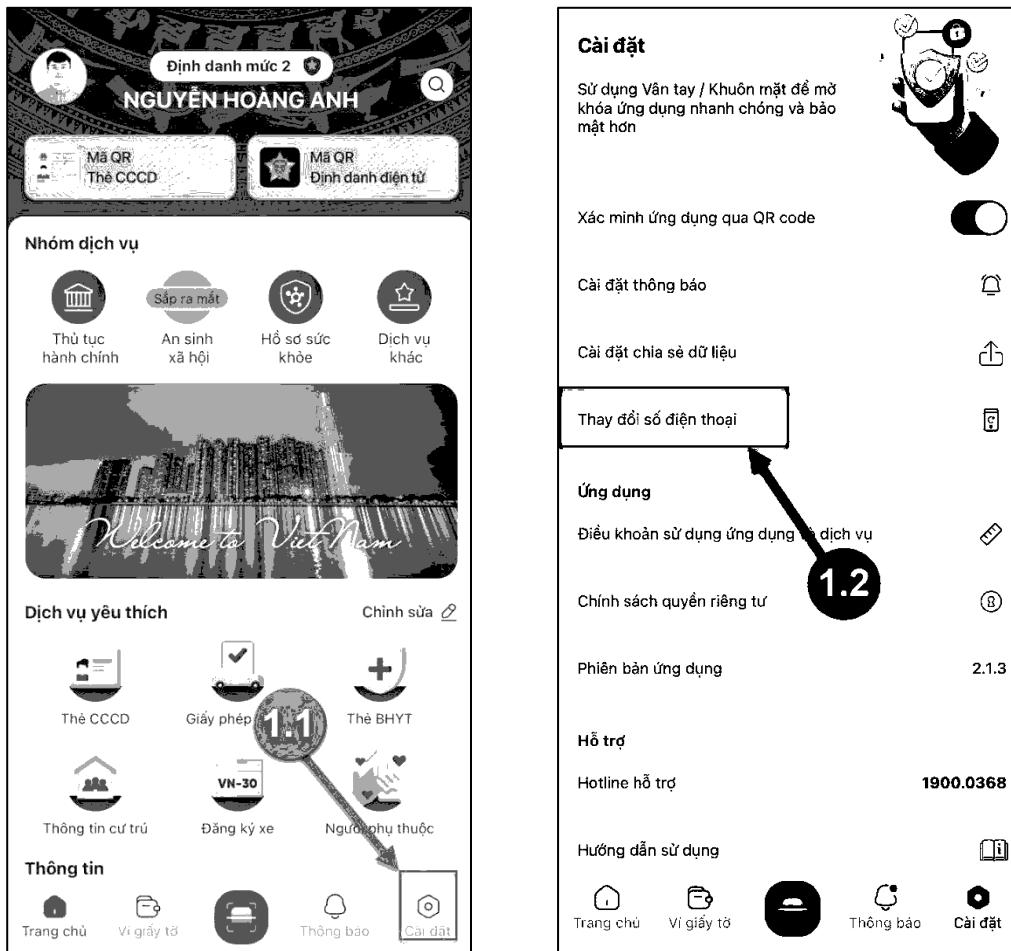 Định danh mức 2
NGUYỄN HOÀNG ANH
Mã QR
Thẻ CCCD
Mã QR
Định danh điện tử
Nhóm dịch vụ
Thủ tục
hành chính
Sắp ra mắt
An sinh
xã hội
Hồ sơ sức
khỏe
Dịch vụ
khác
Welcome to Viet Nam
Dịch vụ yêu thích
Chỉnh sửa
Thẻ CCCD
Giấy phép
1.1
Thẻ BHYT
Thông tin cư trú
VN-30
Đăng ký xe
Người phụ thuộc
Thông tin
Trang chủ
Ví giấy tờ
Thông báo
Cài đặt
Cài đặt
Sử dụng Vân tay / Khuôn mặt để mở
khóa ứng dụng nhanh chóng và bảo
mật hơn
Xác minh ứng dụng qua QR code
Cài đặt thông báo
Cài đặt chia sẻ dữ liệu
Thay đổi số điện thoại
Ứng dụng
Điều khoản sử dụng ứng dụng và dịch vụ
1.2
Chính sách quyền riêng tư
Phiên bản ứng dụng 2.1.3
Hỗ trợ
Hotline hỗ trợ 1900.0368
Hướng dẫn sử dụng
Trang chủ
Ví giấy tờ
Thông báo
Cài đặt